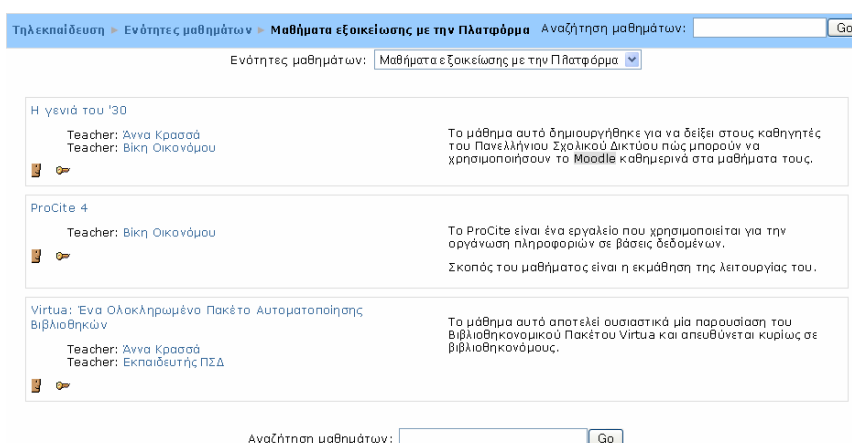 Τηλεκπαίδευση ► Ενότητες μαθημάτων ► Μαθήματα εξοικείωσης με την Πλατφόρμα Αναζήτηση μαθημάτων: Go
Ενότητες μαθημάτων: Μαθήματα εξοικείωσης με την Πλατφόρμα
Η γενιά του '30
Teacher: Άννα Κρασσά
Teacher: Βίκη Οικονόμου
Το μάθημα αυτό δημιουργήθηκε για να δείξει στους καθηγητές
του Πανελλήνιου Σχολικού Δικτύου πώς μπορούν να
χρησιμοποιήσουν το Moodle καθημερινά στα μαθήματα τους.
ProCite 4
Teacher: Βίκη Οικονόμου
Το ProCite είναι ένα εργαλείο που χρησιμοποιείται για την
οργάνωση πληροφοριών σε βάσεις δεδομένων.
Σκοπός του μαθήματος είναι η εκμάθηση της λειτουργίας του.
Virtua: Ένα Ολοκληρωμένο Πακέτο Αυτοματοποίησης
Βιβλιοθηκών
Teacher: Άννα Κρασσά
Teacher: Εκπαιδευτής ΠΣΔ
Το μάθημα αυτό αποτελεί ουσιαστικά μία παρουσίαση του
Βιβλιοθηκονομικού Πακέτου Virtua και απευθύνεται κυρίως σε
βιβλιοθηκονόμους.
Αναζήτηση μαθημάτων: Go